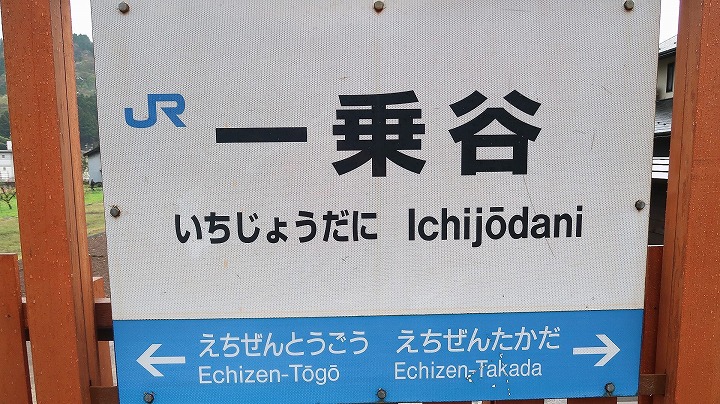 JR
一乗谷
いちじょうだに Ichijōdani
えちぜんとうごう えちぜんたかだ
← Echizen-Tōgō Echizen-Takada →